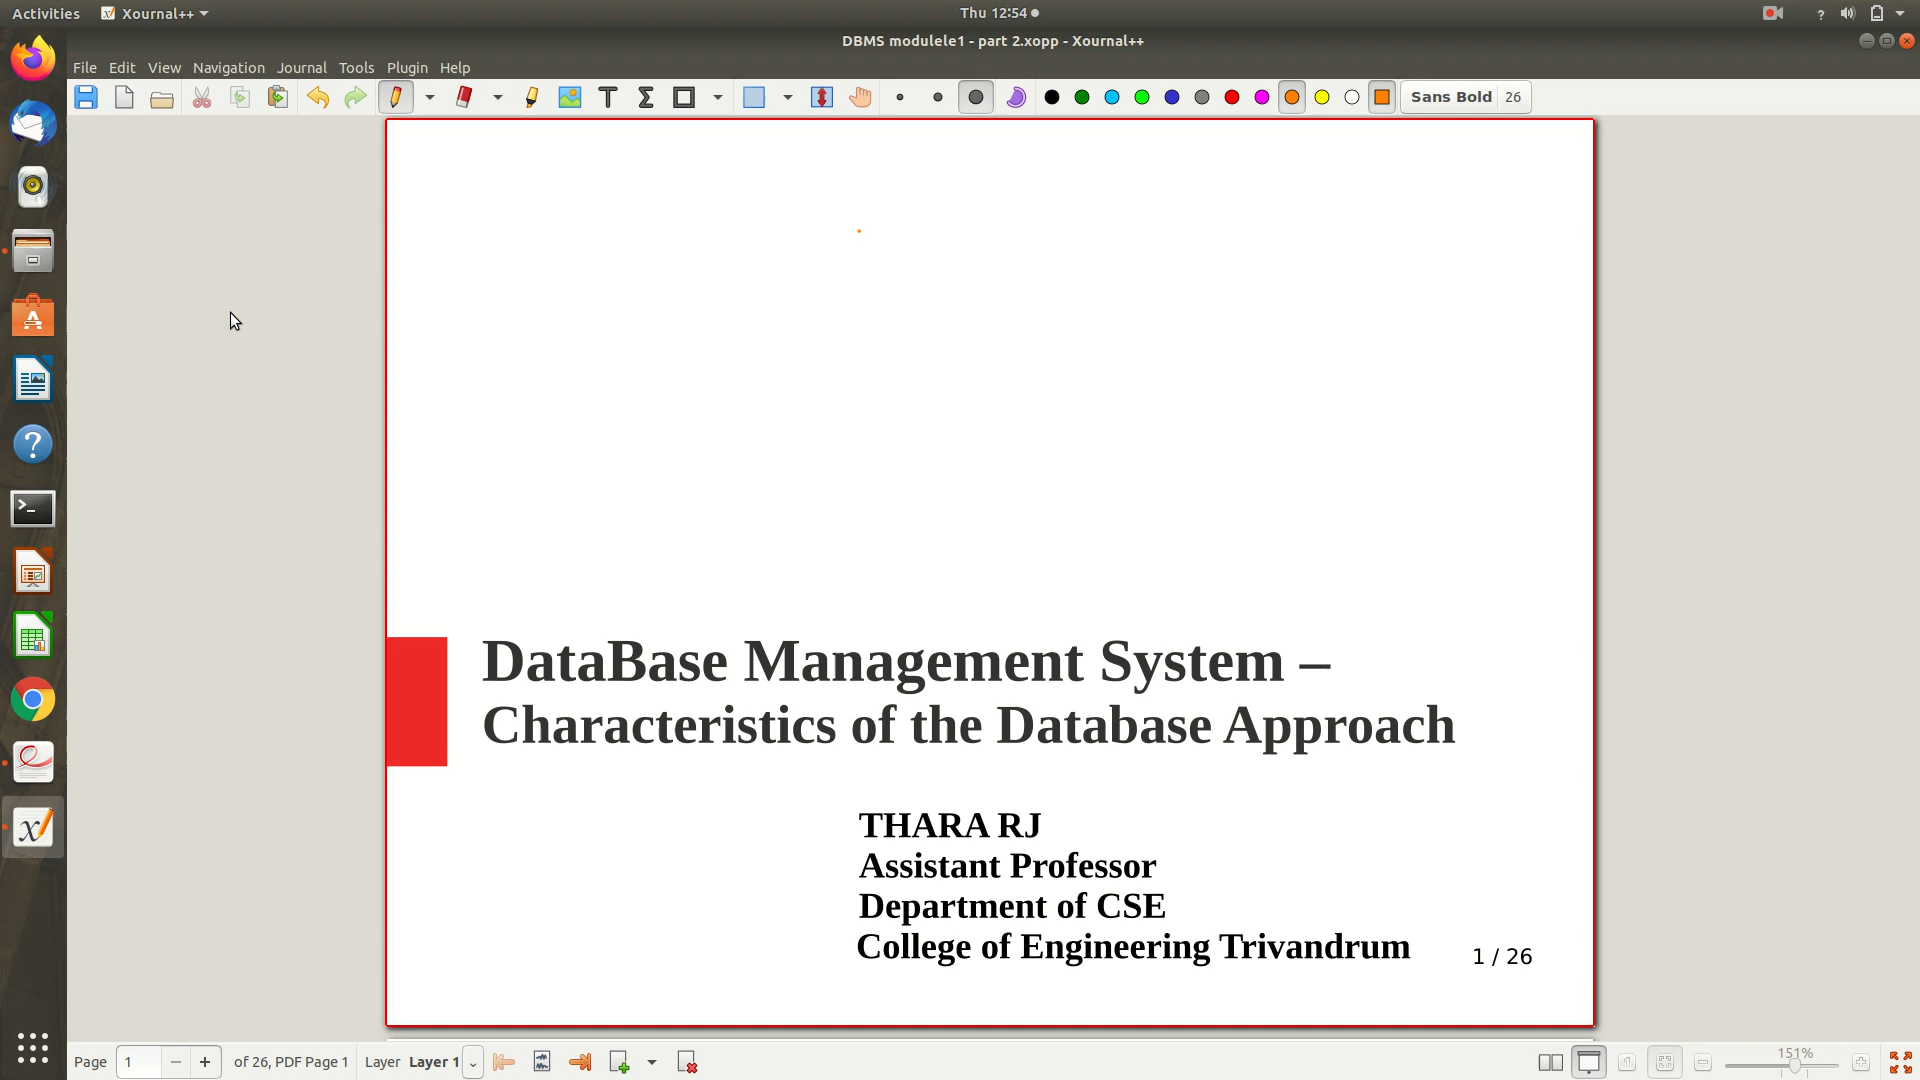 Activities Xournal++ Thu 12:54
DBMS modulele1 - part 2.xopp - Xournal++
File Edit View Navigation Journal Tools Plugin Help
Sans Bold 26
DataBase Management System –
Characteristics of the Database Approach
THARA RJ
Assistant Professor
Department of CSE
College of Engineering Trivandrum
1 / 26
Page 1 of 26, PDF Page 1 Layer Layer 1 151%